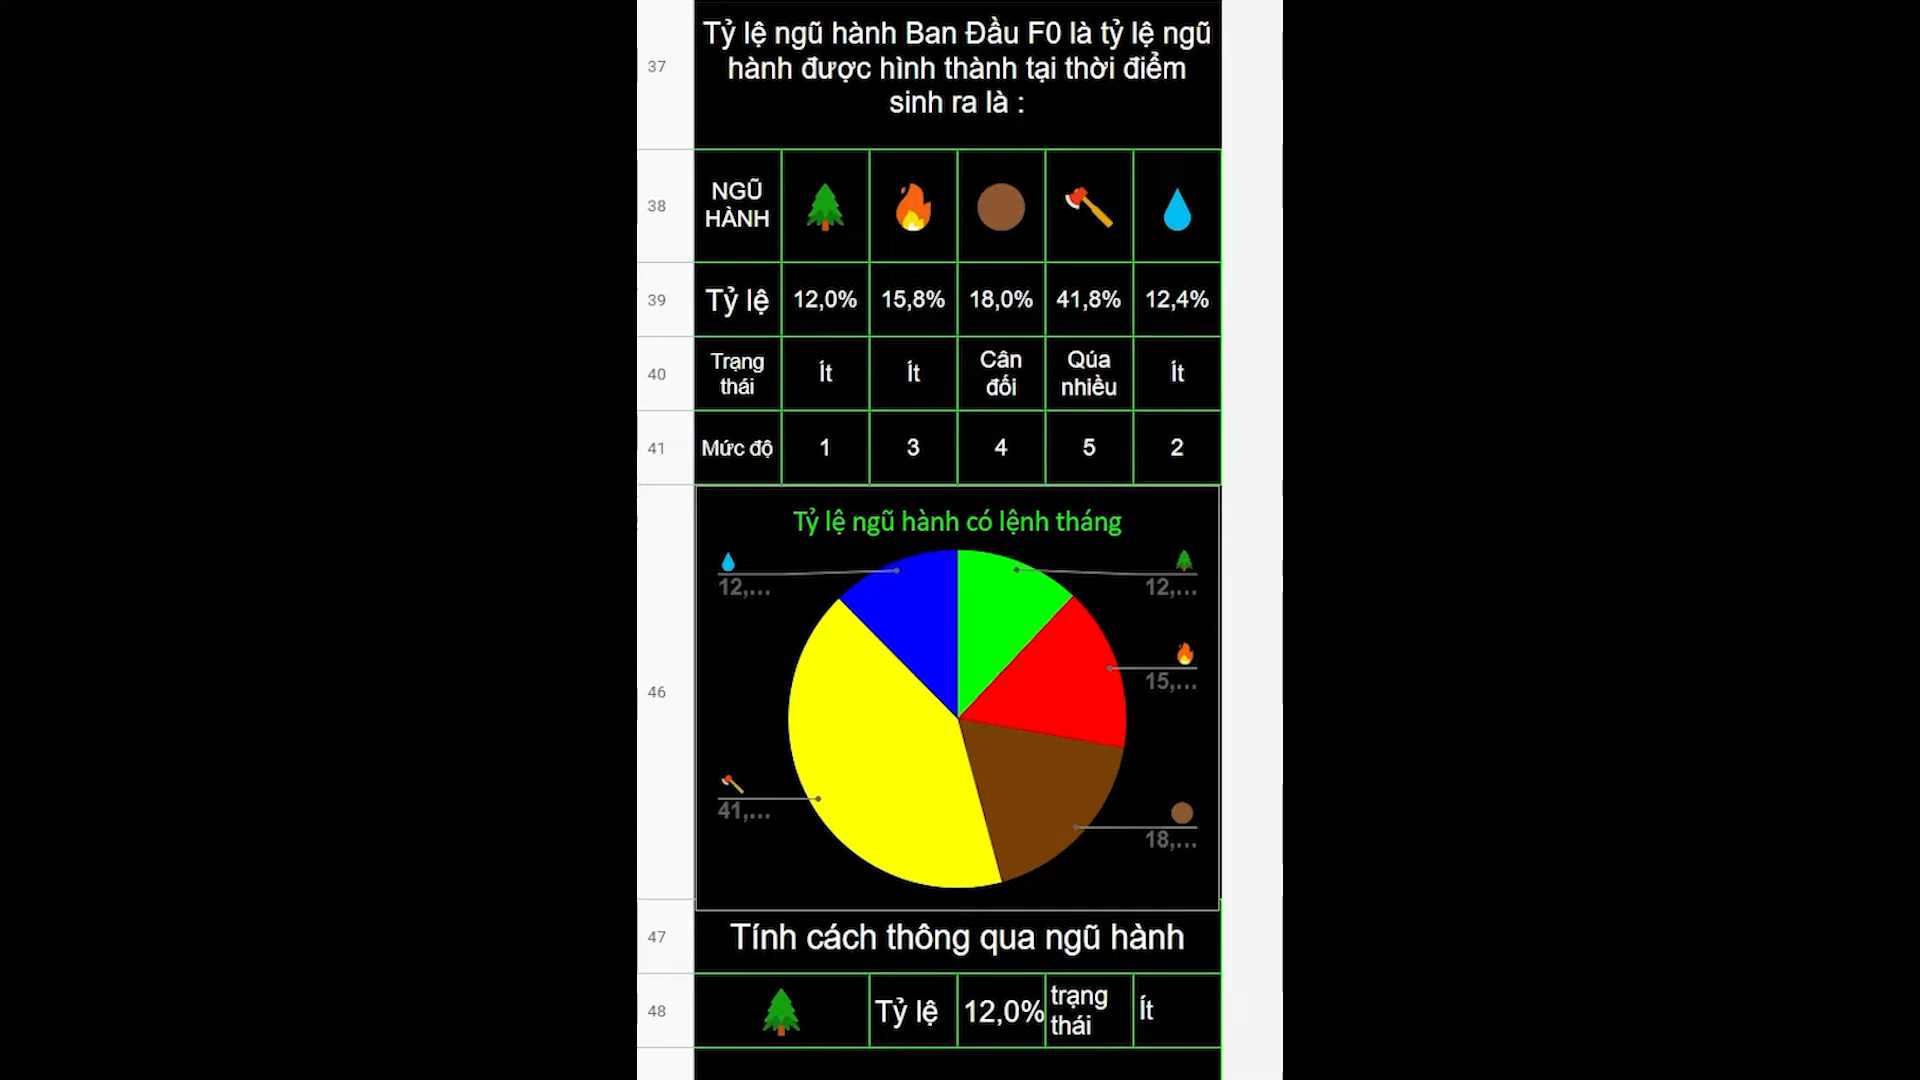 37
Tỷ lệ ngũ hành Ban Đầu F0 là tỷ lệ ngũ
hành được hình thành tại thời điểm
sinh ra là :
38
NGŨ
HÀNH
39
Tỷ lệ
12,0%
15,8%
18,0%
41,8%
12,4%
40
Trạng
thái
Ít
Ít
Cân
đối
Qúa
nhiều
Ít
41
Mức độ
1
3
4
5
2
46
Tỷ lệ ngũ hành có lệnh tháng
12,...
12,...
15,...
41,...
18,...
47
Tính cách thông qua ngũ hành
48
Tỷ lệ
12,0%
trạng
thái
Ít